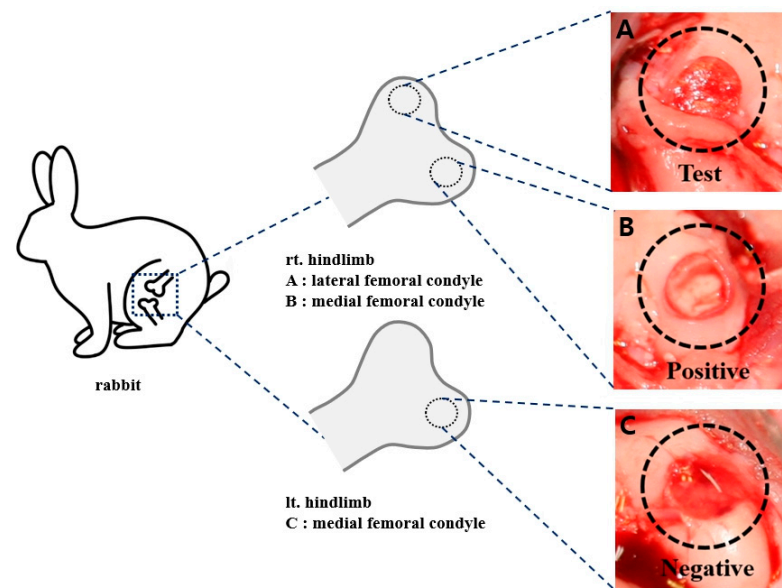 A
Test
rt. hindlimb
A : lateral femoral condyle
B : medial femoral condyle
B
Positive
rabbit
lt. hindlimb
C : medial femoral condyle
C
Negative